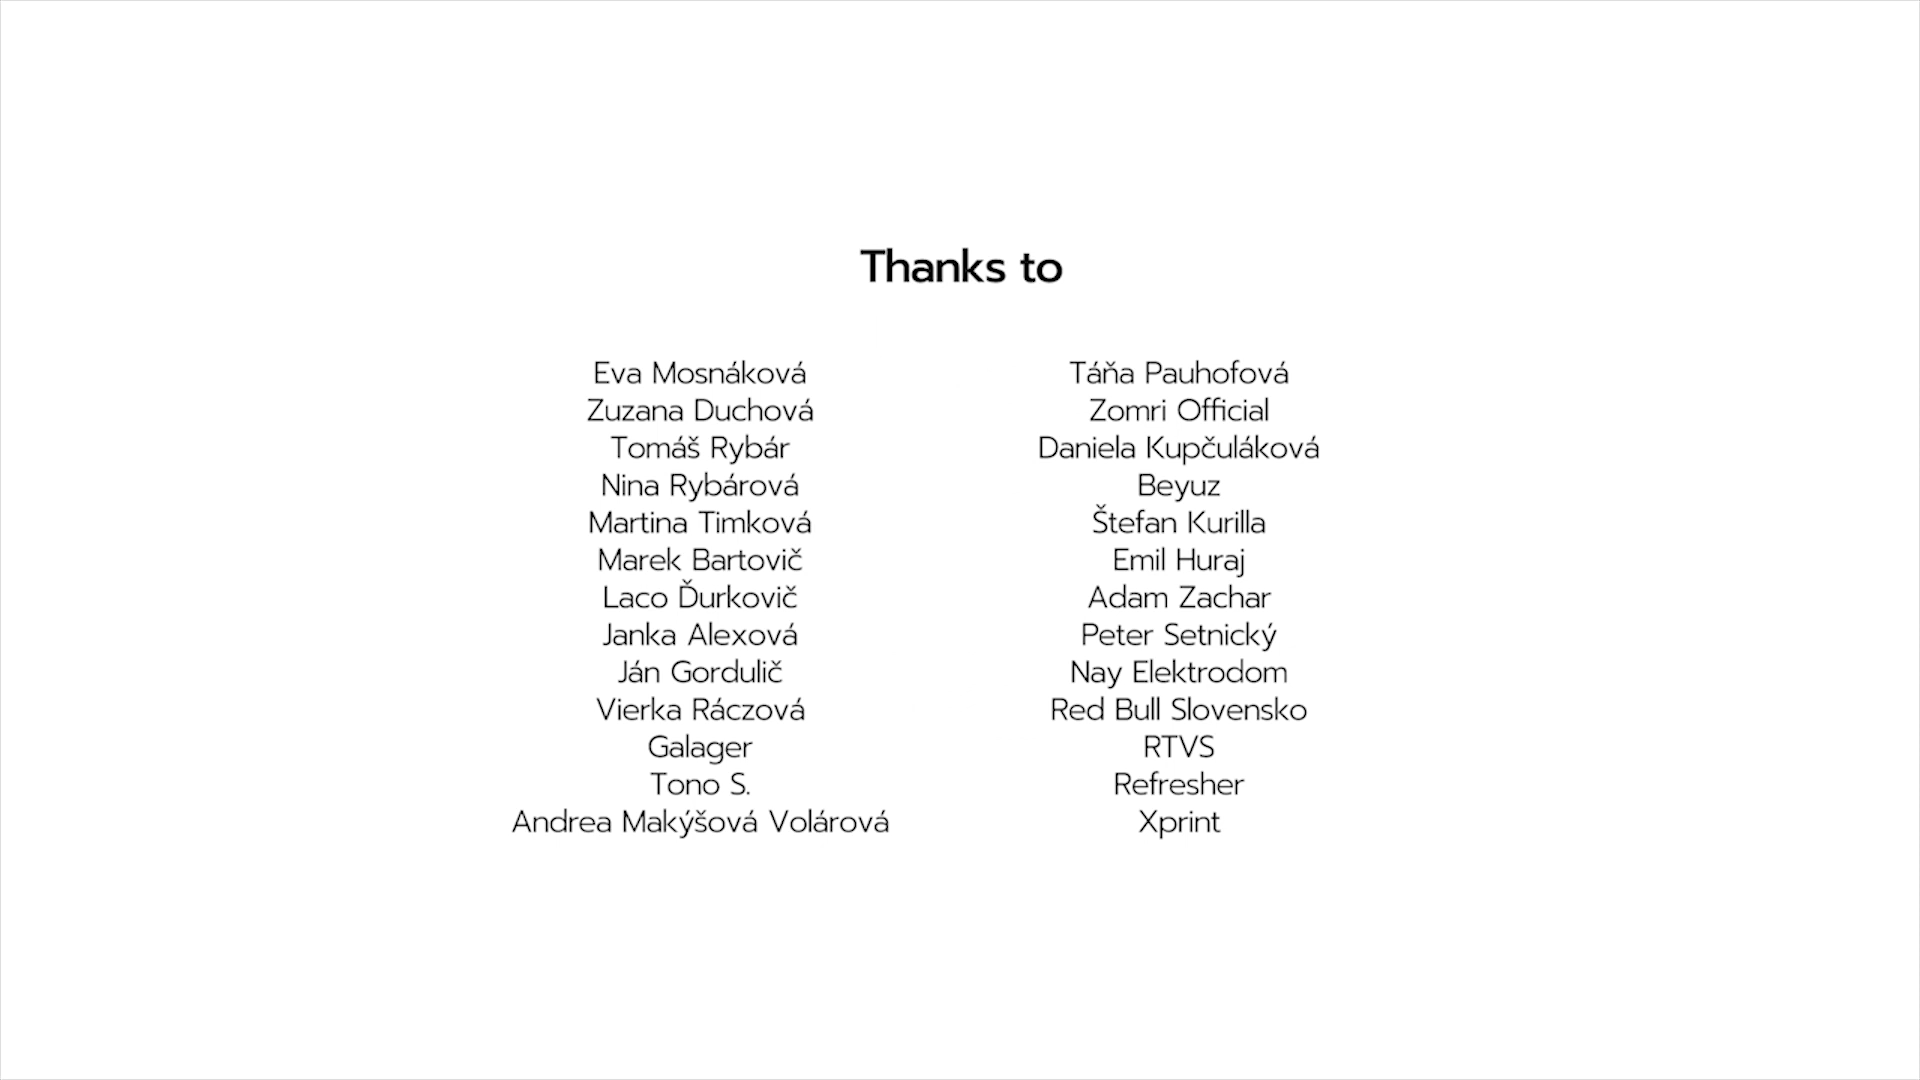 Thanks to
Eva Mosnáková
Zuzana Duchová
Tomáš Rybár
Nina Rybárová
Martina Timková
Marek Bartovič
Laco Ďurkovič
Janka Alexová
Ján Gordulič
Vierka Ráczová
Galager
Tono S.
Andrea Makýšová Volárová
Táňa Pauhofová
Zomri Official
Daniela Kupčuláková
Beyuz
Štefan Kurilla
Emil Huraj
Adam Zachar
Peter Setnický
Nay Elektrodom
Red Bull Slovensko
RTVS
Refresher
Xprint